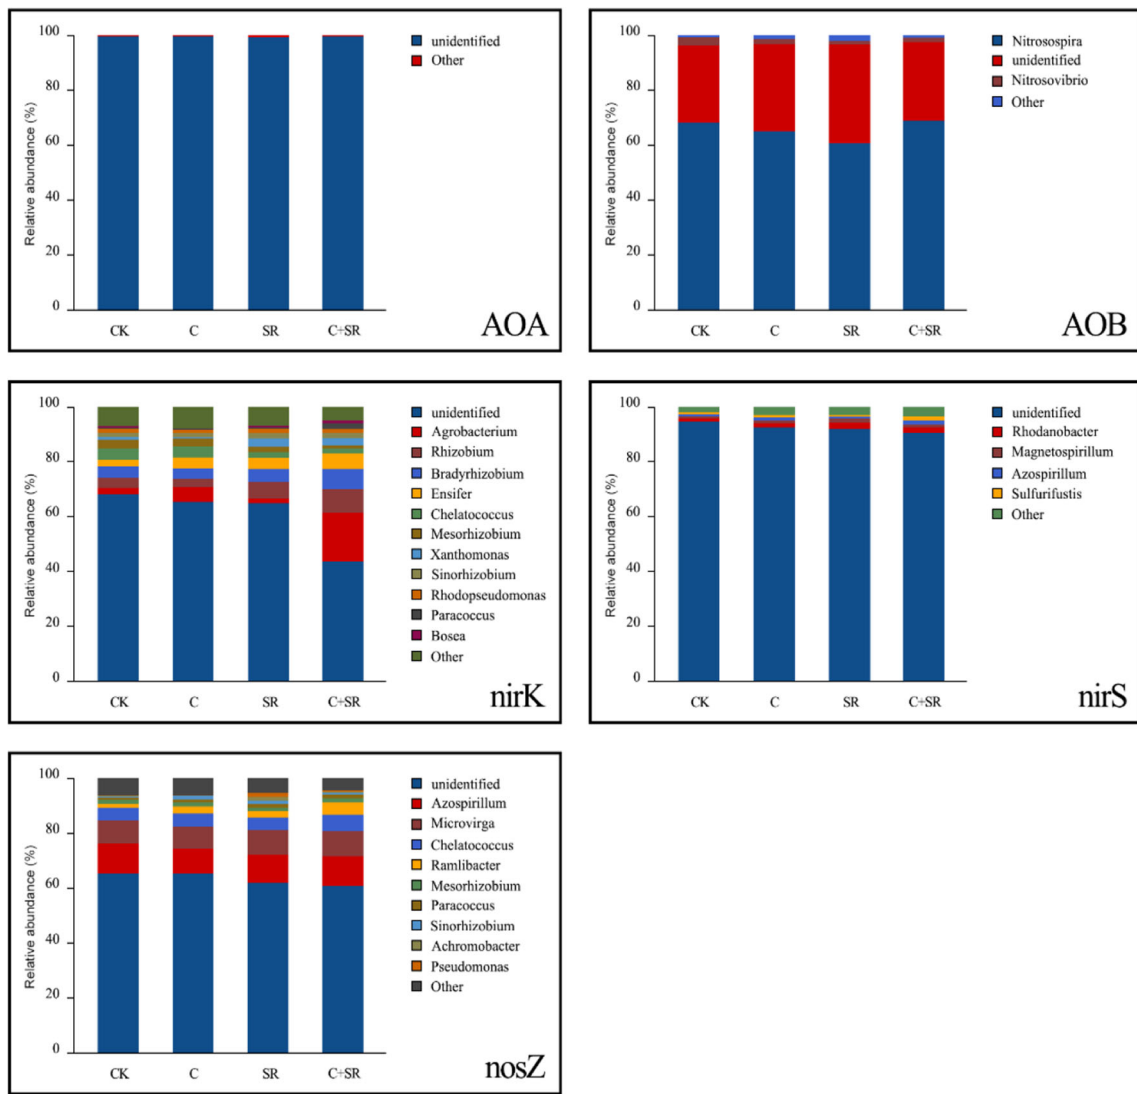 Relative abundance (%)
100
80
60
40
20
0
CK C SR C+SR
unidentified
Other
AOA
Relative abundance (%)
100
80
60
40
20
0
CK C SR C+SR
Nitrosospira
unidentified
Nitrosovibrio
Other
AOB
Relative abundance (%)
100
80
60
40
20
0
CK C SR C+SR
unidentified
Agrobacterium
Rhizobium
Bradyrhizobium
Ensifer
Chelatococcus
Mesorhizobium
Xanthomonas
Sinorhizobium
Rhodopseudomonas
Paracoccus
Bosea
Other
nirK
Relative abundance (%)
100
80
60
40
20
0
CK C SR C+SR
unidentified
Rhodanobacter
Magnetospirillum
Azospirillum
Sulfurifustis
Other
nirS
Relative abundance (%)
100
80
60
40
20
0
CK C SR C+SR
unidentified
Azospirillum
Microvirga
Chelatococcus
Ramlibacter
Mesorhizobium
Paracoccus
Sinorhizobium
Achromobacter
Pseudomonas
Other
nosZ